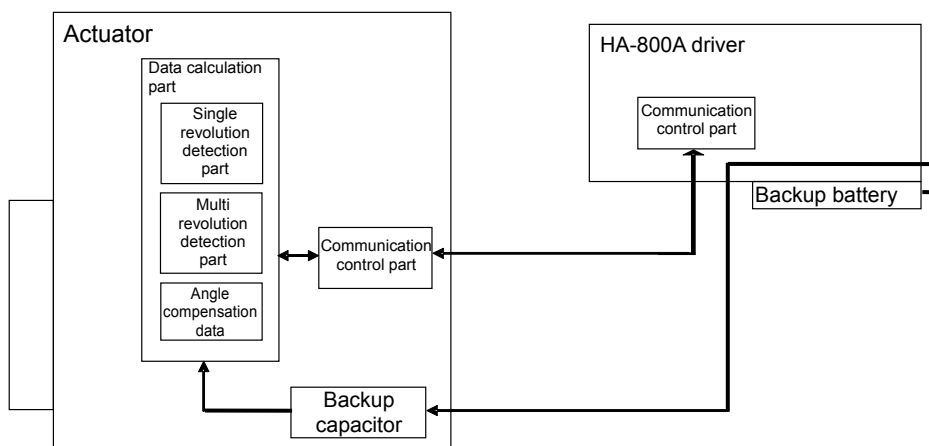 Actuator
Data calculation
part
Single
revolution
detection
part
Multi
revolution
detection
part
Angle
compensation
data
Communication
control part
Backup
capacitor
HA-800A driver
Communication
control part
Backup battery